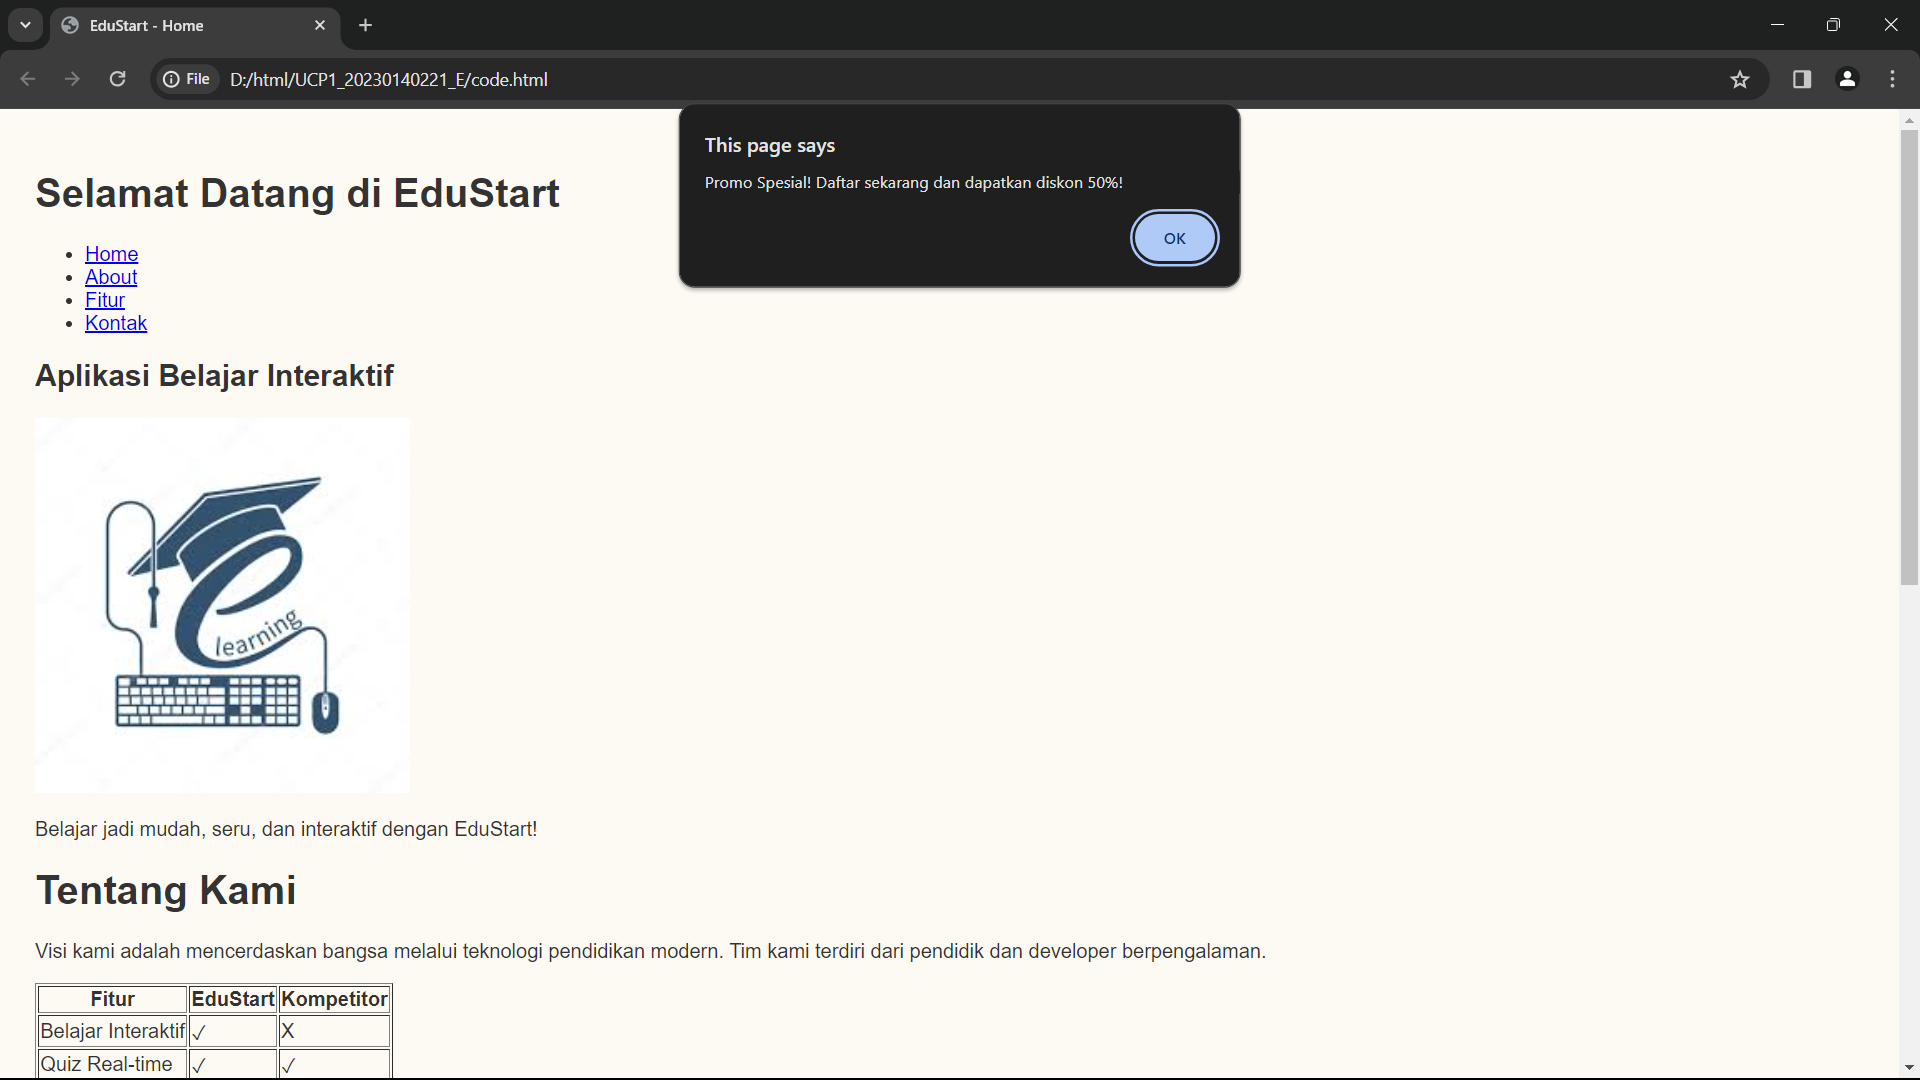 EduStart - Home
File
D:/html/UCP1_20230140221_E/code.html
This page says
Promo Spesial! Daftar sekarang dan dapatkan diskon 50%!
OK
Selamat Datang di EduStart
• Home
• About
• Fitur
• Kontak
Aplikasi Belajar Interaktif
e
learning
Belajar jadi mudah, seru, dan interaktif dengan EduStart!
Tentang Kami
Visi kami adalah mencerdaskan bangsa melalui teknologi pendidikan modern. Tim kami terdiri dari pendidik dan developer berpengalaman.
Fitur EduStart Kompetitor
Belajar Interaktif ✓ X
Quiz Real-time ✓ ✓